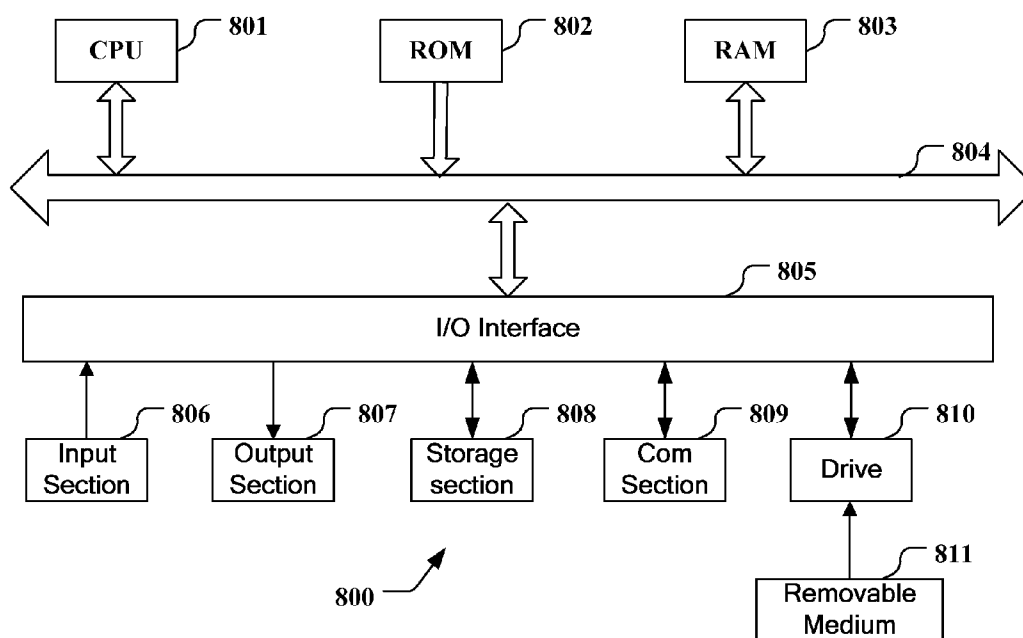 CPU
801
ROM
802
RAM
803
804
805
I/O Interface
806
807
808
809
810
Input
Section
Output
Section
Storage
section
Com
Section
Drive
800
811
Removable
Medium